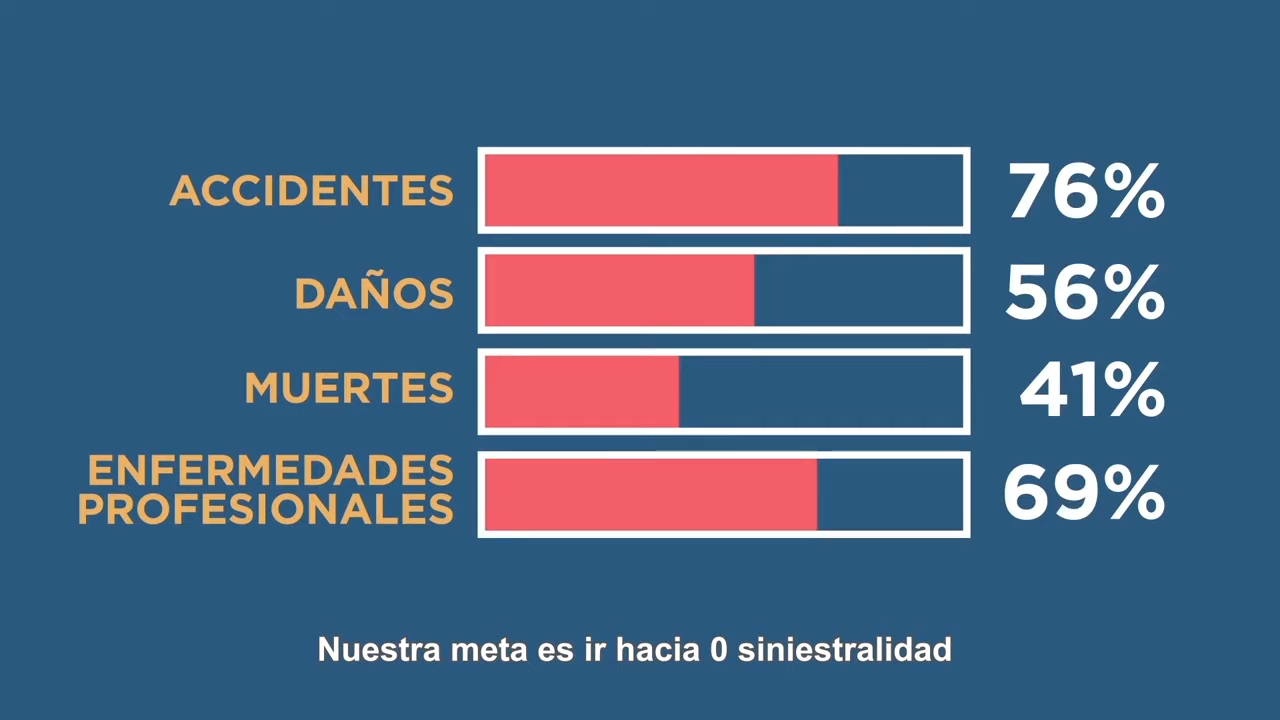 ACCIDENTES 76%
DAÑOS 56%
MUERTES 41%
ENFERMEDADES
PROFESIONALES 69%
Nuestra meta es ir hacia 0 siniestralidad